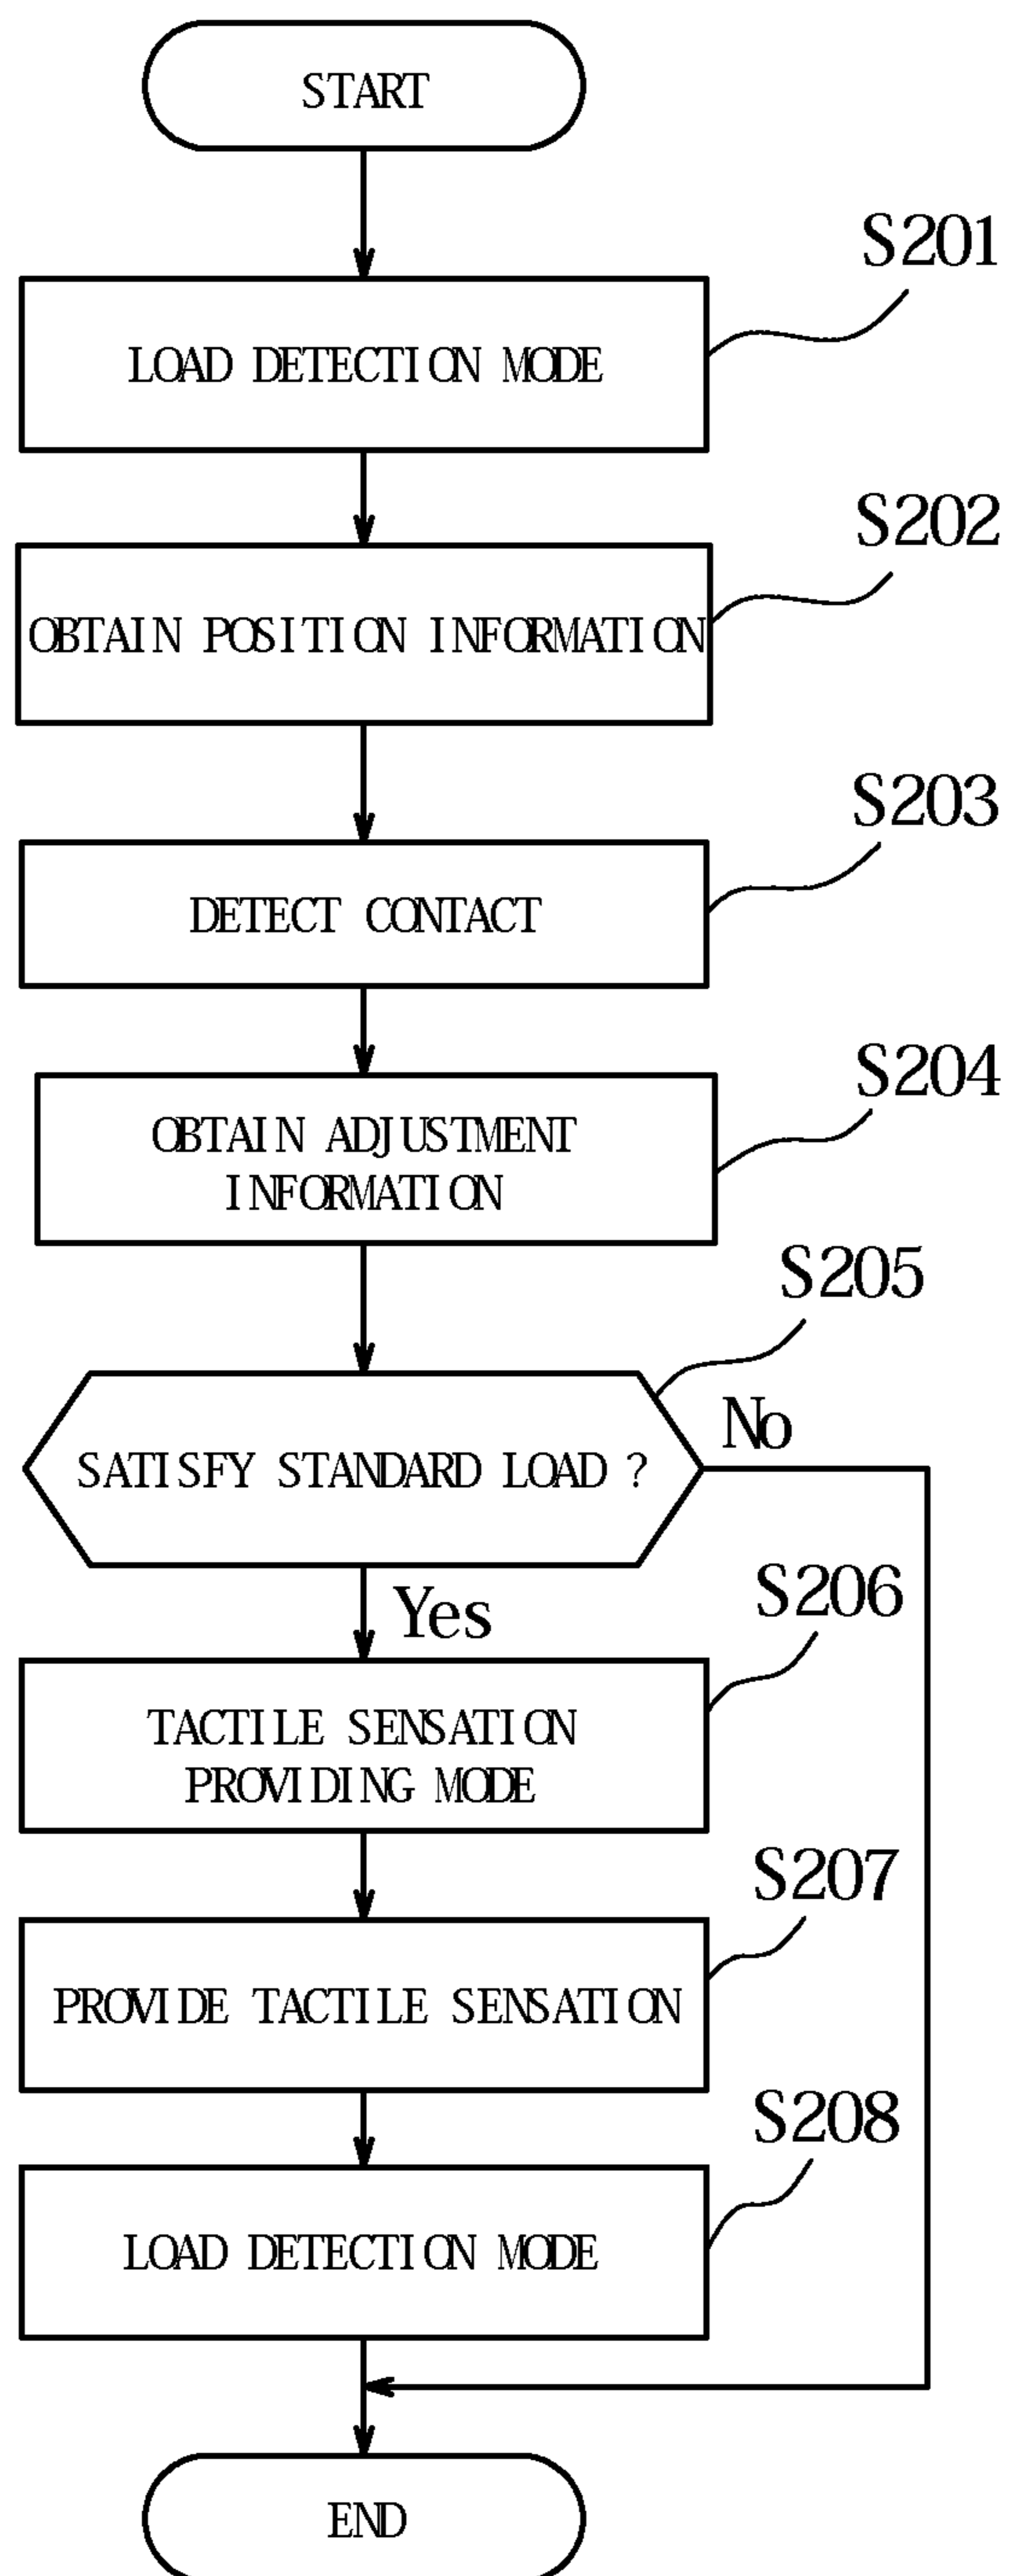 START
S201
LOAD DETECTION MODE
S202
OBTAIN POSITION INFORMATION
S203
DETECT CONTACT
S204
OBTAIN ADJUSTMENT
INFORMATION
S205
SATISFY STANDARD LOAD ?
No
Yes
S206
TACTILE SENSATION
PROVIDING MODE
S207
PROVIDE TACTILE SENSATION
S208
LOAD DETECTION MODE
END